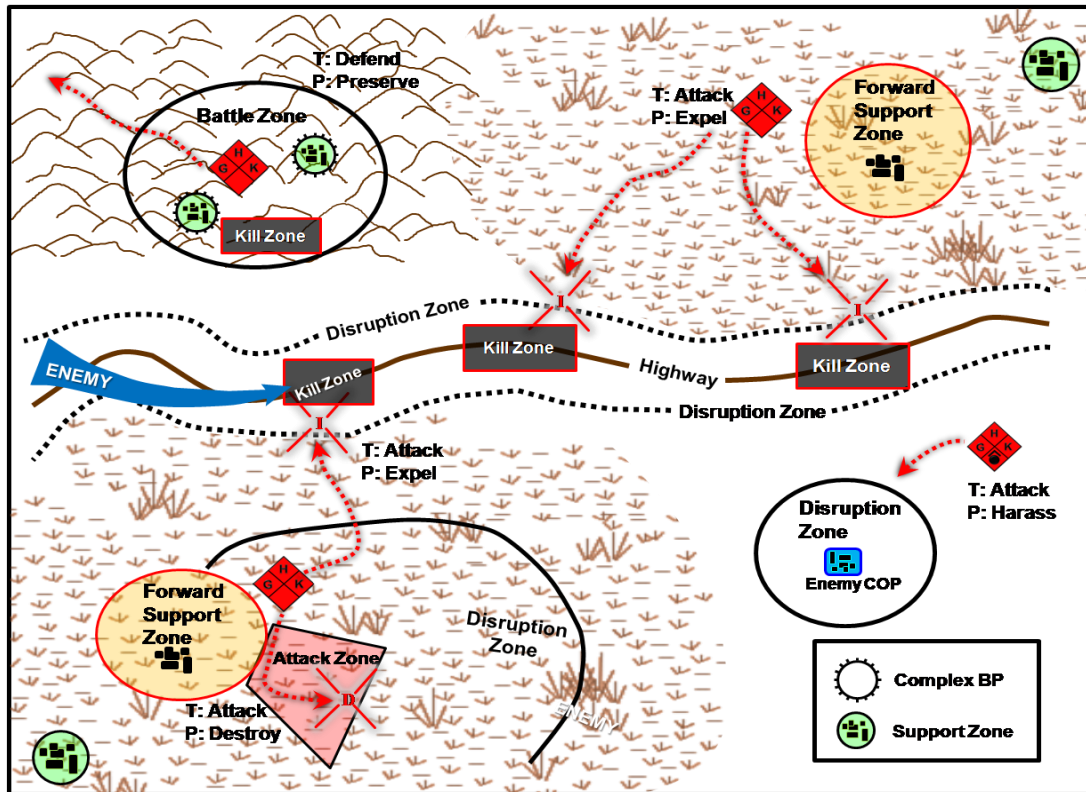 T: Defend
P: Preserve
Battle Zone
H
G K
Kill Zone
T: Attack
P: Expel
H
G K
Forward
Support
Zone
Disruption Zone
I
I
Kill Zone
Kill Zone
Highway
ENEMY
Kill Zone
Disruption Zone
I
T: Attack
P: Expel
H
G K
T: Attack
P: Harass
Disruption
Zone
Enemy COP
H
G K
Forward
Support
Zone
Disruption
Zone
Attack Zone
D
ENEMY
T: Attack
P: Destroy
Complex BP
Support Zone